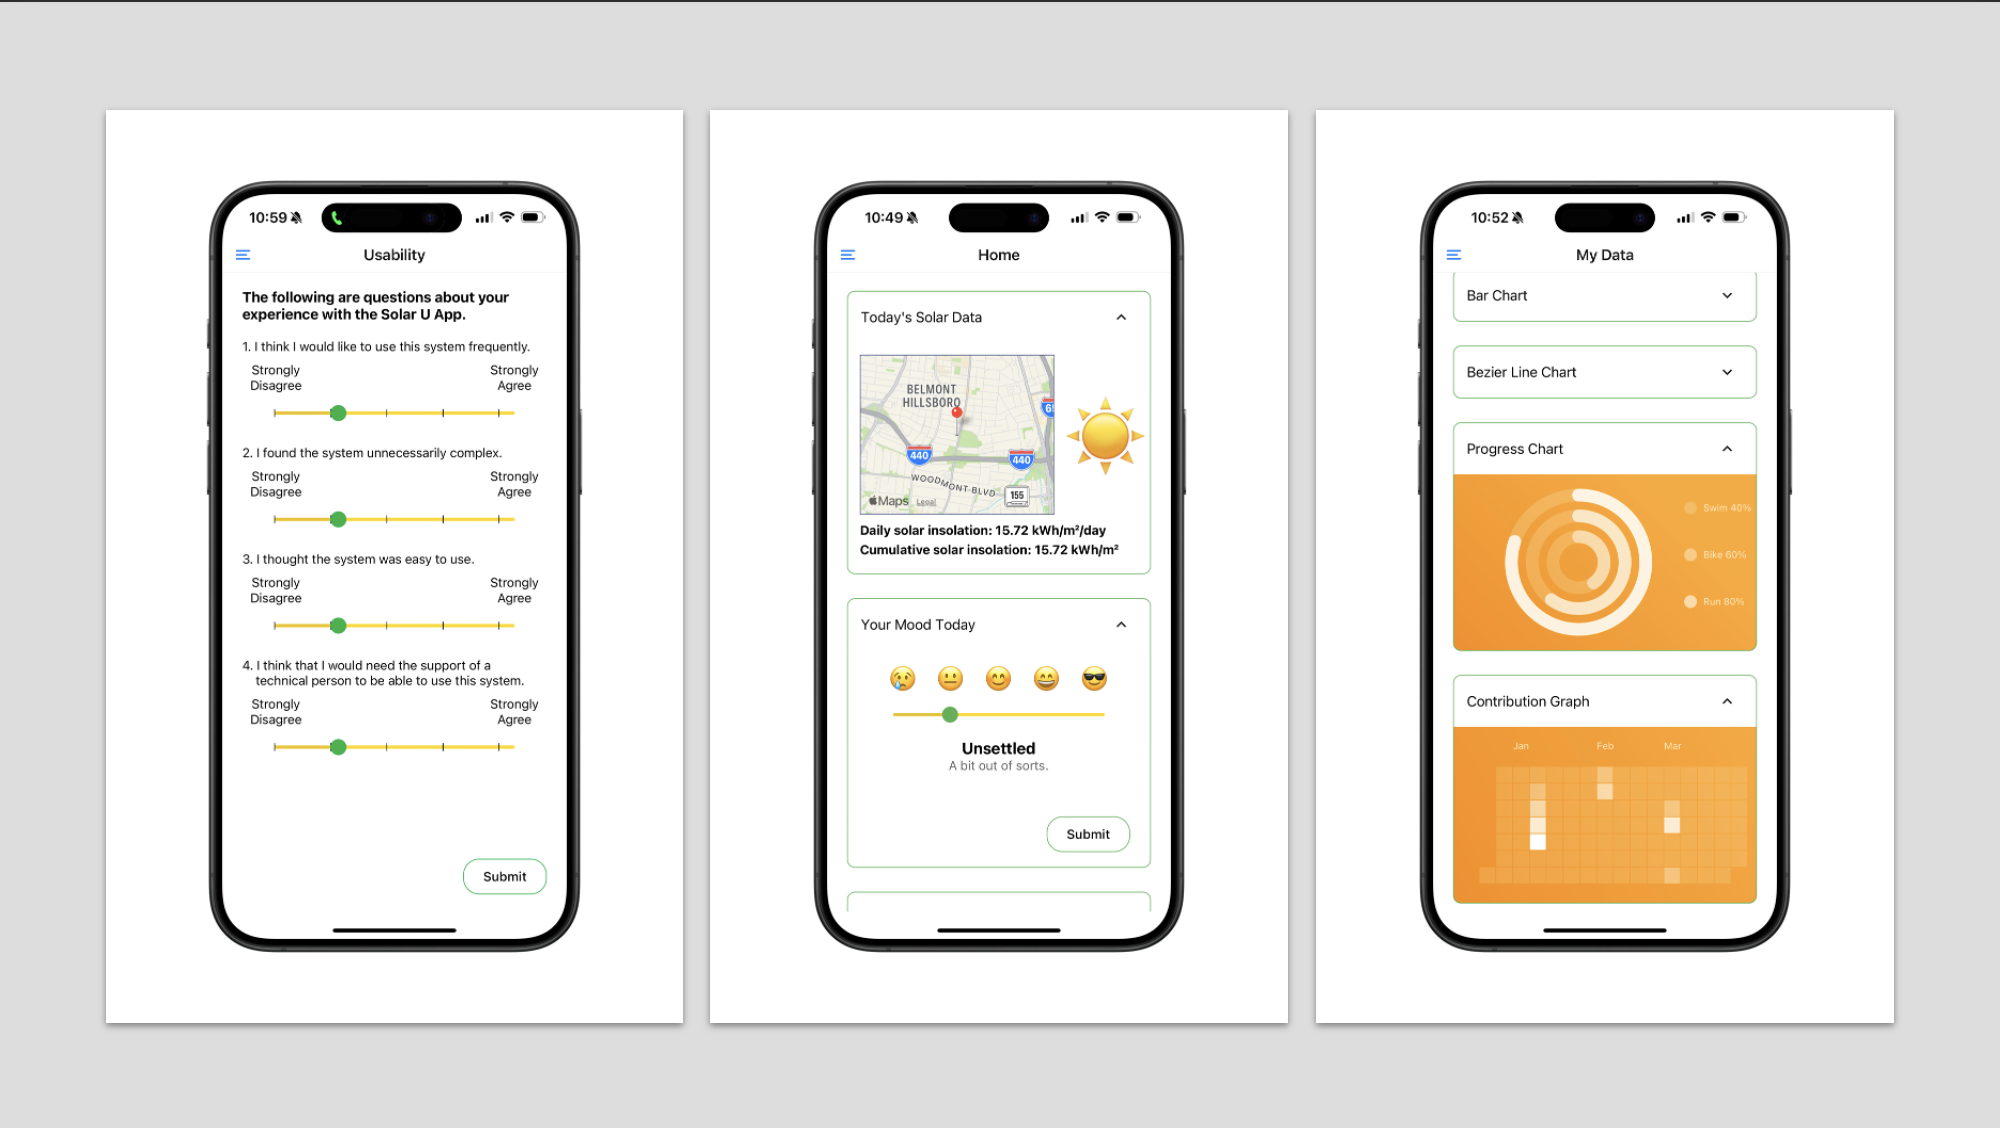 10:59
Usability
The following are questions about your
experience with the Solar U App.
1. I think I would like to use this system frequently.
Strongly Disagree
Strongly Agree
2. I found the system unnecessarily complex.
Strongly Disagree
Strongly Agree
3. I thought the system was easy to use.
Strongly Disagree
Strongly Agree
4. I think that I would need the support of a
technical person to be able to use this system.
Strongly Disagree
Strongly Agree
Submit
10:49
Home
Today's Solar Data
BELMONT
HILLSBORO
65
440
440
WOODMONT BLVD
155
Maps
Legal
Daily solar insolation: 15.72 kWh/m²/day
Cumulative solar insolation: 15.72 kWh/m²
Your Mood Today
Unsettled
A bit out of sorts.
Submit
10:52
My Data
Bar Chart
Bezier Line Chart
Progress Chart
Swim 40%
Bike 60%
Run 80%
Contribution Graph
Jan
Feb
Mar